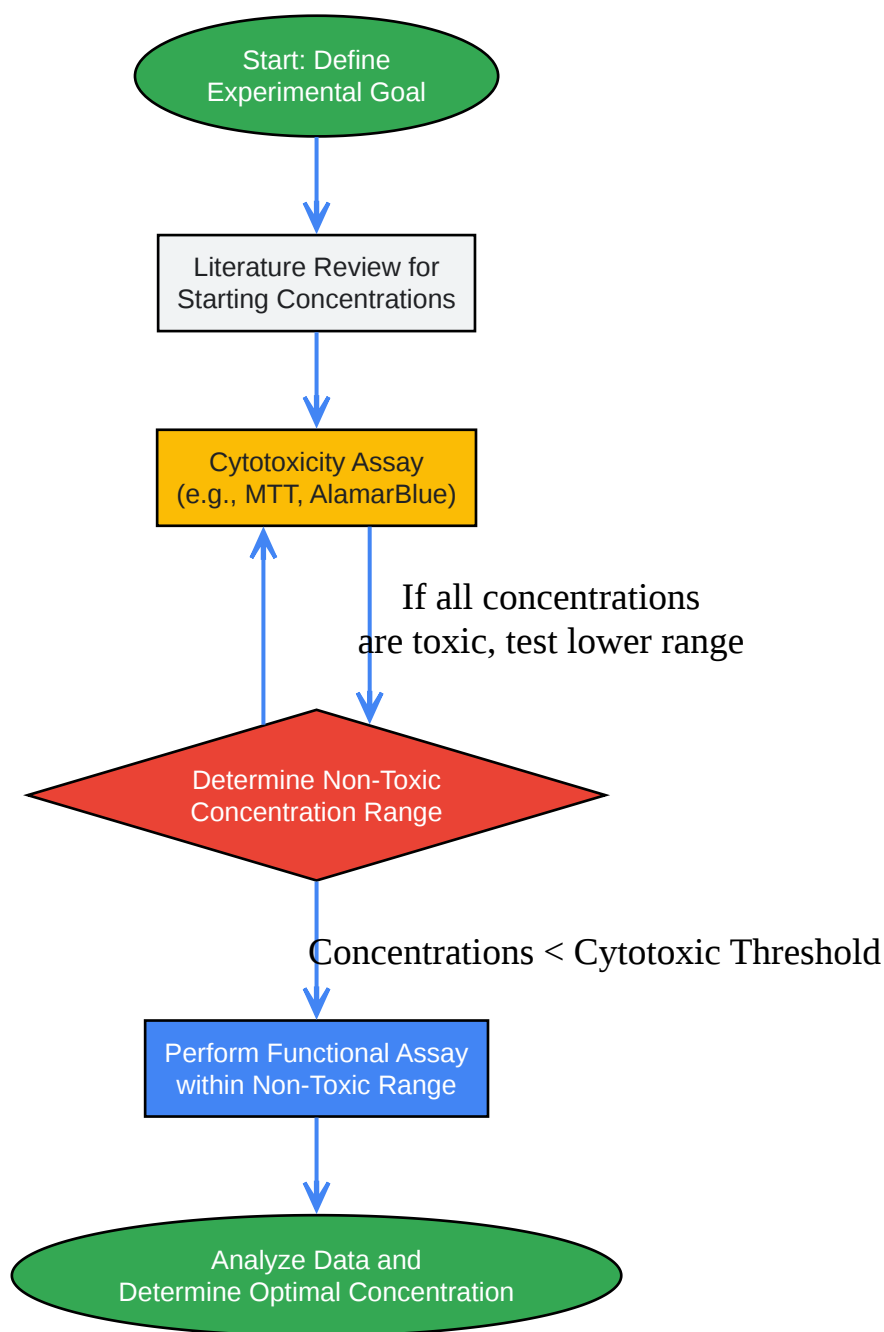 Start: Define
Experimental Goal
Literature Review for
Starting Concentrations
Cytotoxicity Assay
(e.g., MTT, AlamarBlue)
If all concentrations
are toxic, test lower range
Determine Non-Toxic
Concentration Range
Concentrations < Cytotoxic Threshold
Perform Functional Assay
within Non-Toxic Range
Analyze Data and
Determine Optimal Concentration